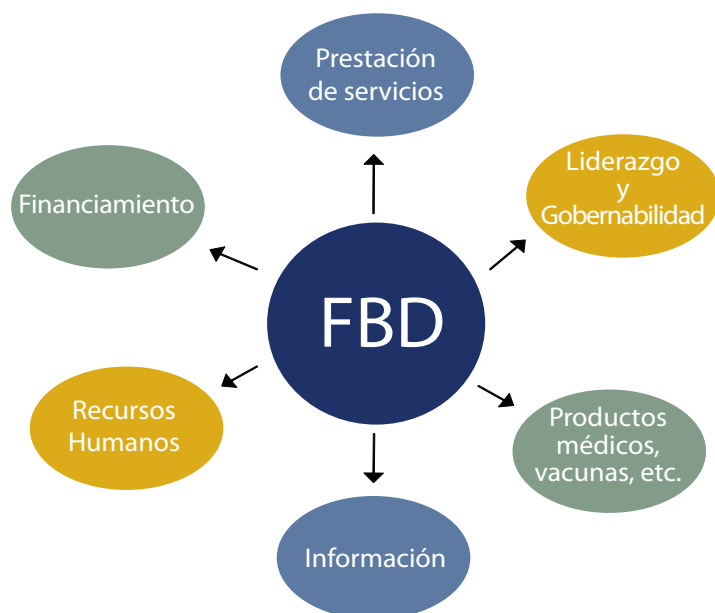 Prestación
de servicios
Liderazgo
y
Gobernabilidad
Financiamiento
FBD
Recursos
Humanos
Productos
médicos,
vacunas, etc.
Información